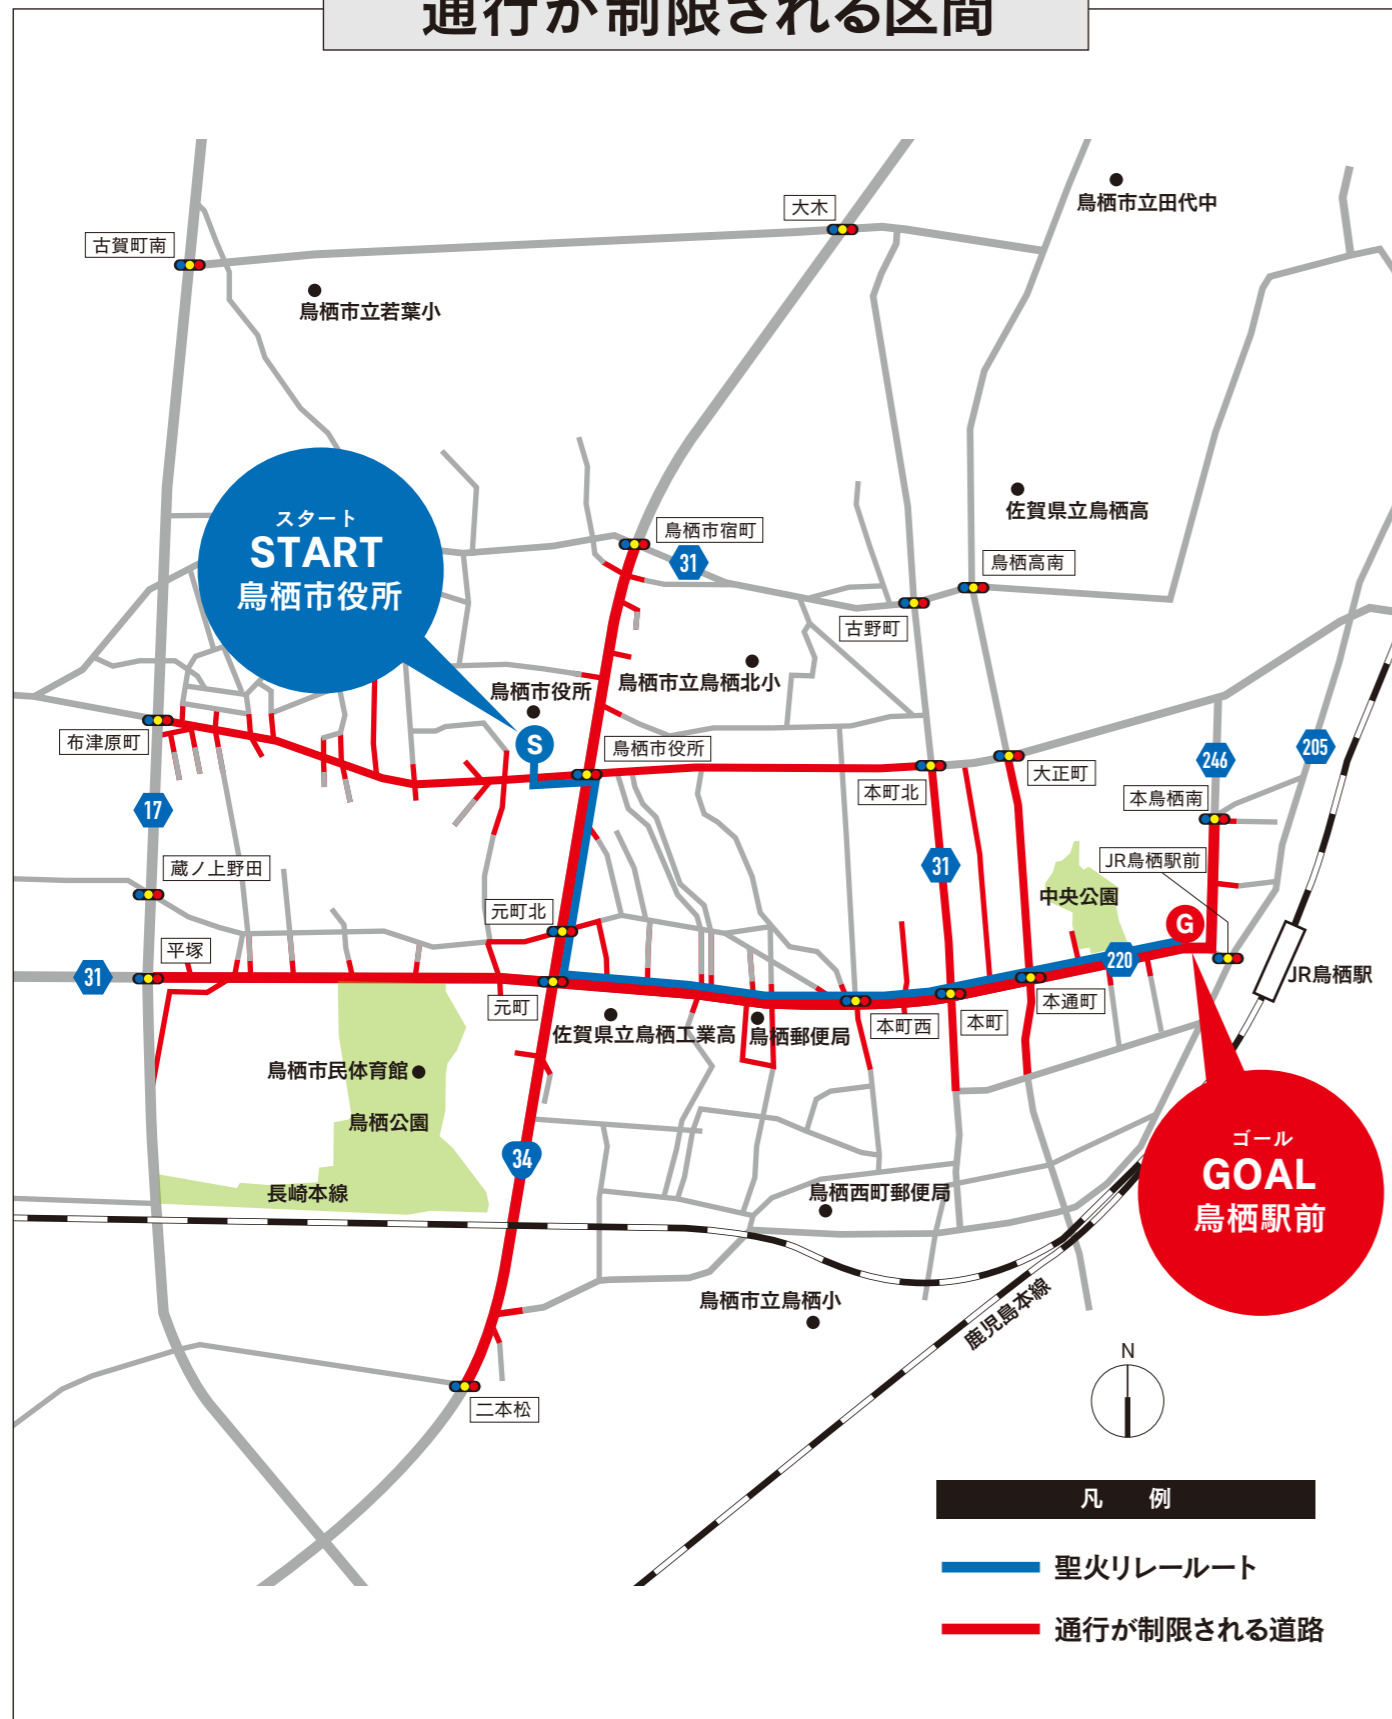 通行が制限される区間
鳥栖市立田代中
大木
古賀町南
鳥栖市立若葉小
スタート
START
鳥栖市役所
佐賀県立鳥栖高
鳥栖市宿町
31
鳥栖高南
古野町
鳥栖市立鳥栖北小
鳥栖市役所
S
布津原町
鳥栖市役所
大正町
246
205
本町北
本鳥栖南
17
蔵ノ上野田
31
JR鳥栖駅前
中央公園
元町北
G
平塚
31
220
JR鳥栖駅
元町
佐賀県立鳥栖工業高
鳥栖郵便局
本町西
本町
本通町
鳥栖市民体育館
鳥栖公園
34
ゴール
GOAL
鳥栖駅前
長崎本線
鳥栖西町郵便局
鳥栖市立鳥栖小
鹿児島本線
N
二本松
凡 例
聖火リレールート
通行が制限される道路